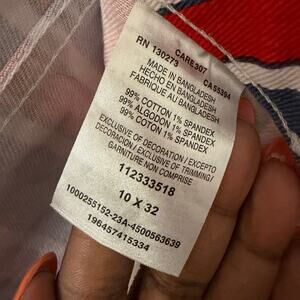 CARE307
RN 130273 CA55394
MADE IN BANGLADESH
HECHO EN BANGLADESH
FABRIQUE AU BANGLADESH
99% COTTON 1% SPANDEX
99% ALGODON 1% SPANDEX
99% COTON 1% SPANDEX
EXCLUSIVE OF DECORATION / EXCEPTO
DECORACIÓN / EXCLUSIVE OF TRIMMING/
GARNITURE NON COMPRISE
112333518
10 X 32
1000255152-23A-4500563639
196457415334